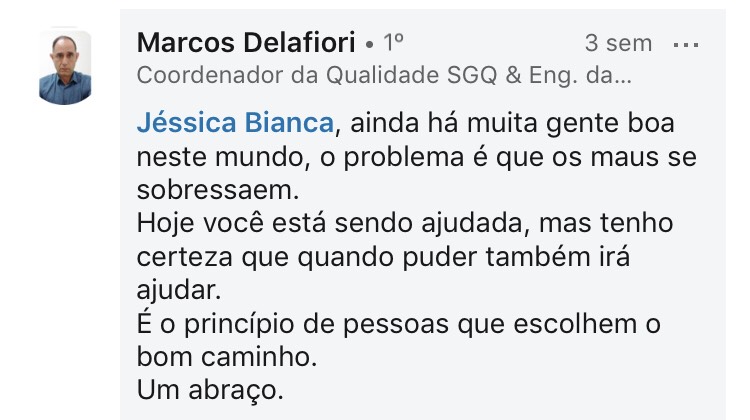 Marcos Delafiori • 1º 3 sem ...
Coordenador da Qualidade SGQ & Eng. da...
Jéssica Bianca, ainda há muita gente boa
neste mundo, o problema é que os maus se
sobressaem.
Hoje você está sendo ajudada, mas tenho
certeza que quando puder também irá
ajudar.
É o princípio de pessoas que escolhem o
bom caminho.
Um abraço.